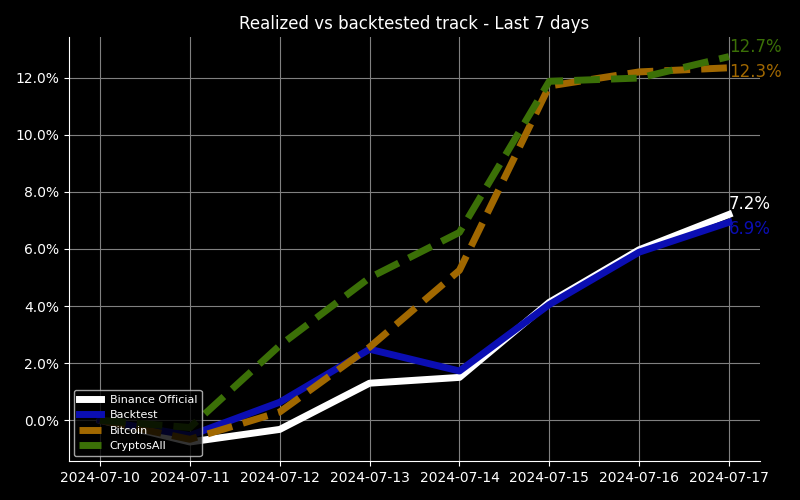 Realized vs backtested track - Last 7 days
12.7%
12.3%
7.2%
6.9%
12.0%
10.0%
8.0%
6.0%
4.0%
2.0%
0.0%
Binance Official
Backtest
Bitcoin
CryptosAll
2024-07-10 2024-07-11 2024-07-12 2024-07-13 2024-07-14 2024-07-15 2024-07-16 2024-07-17